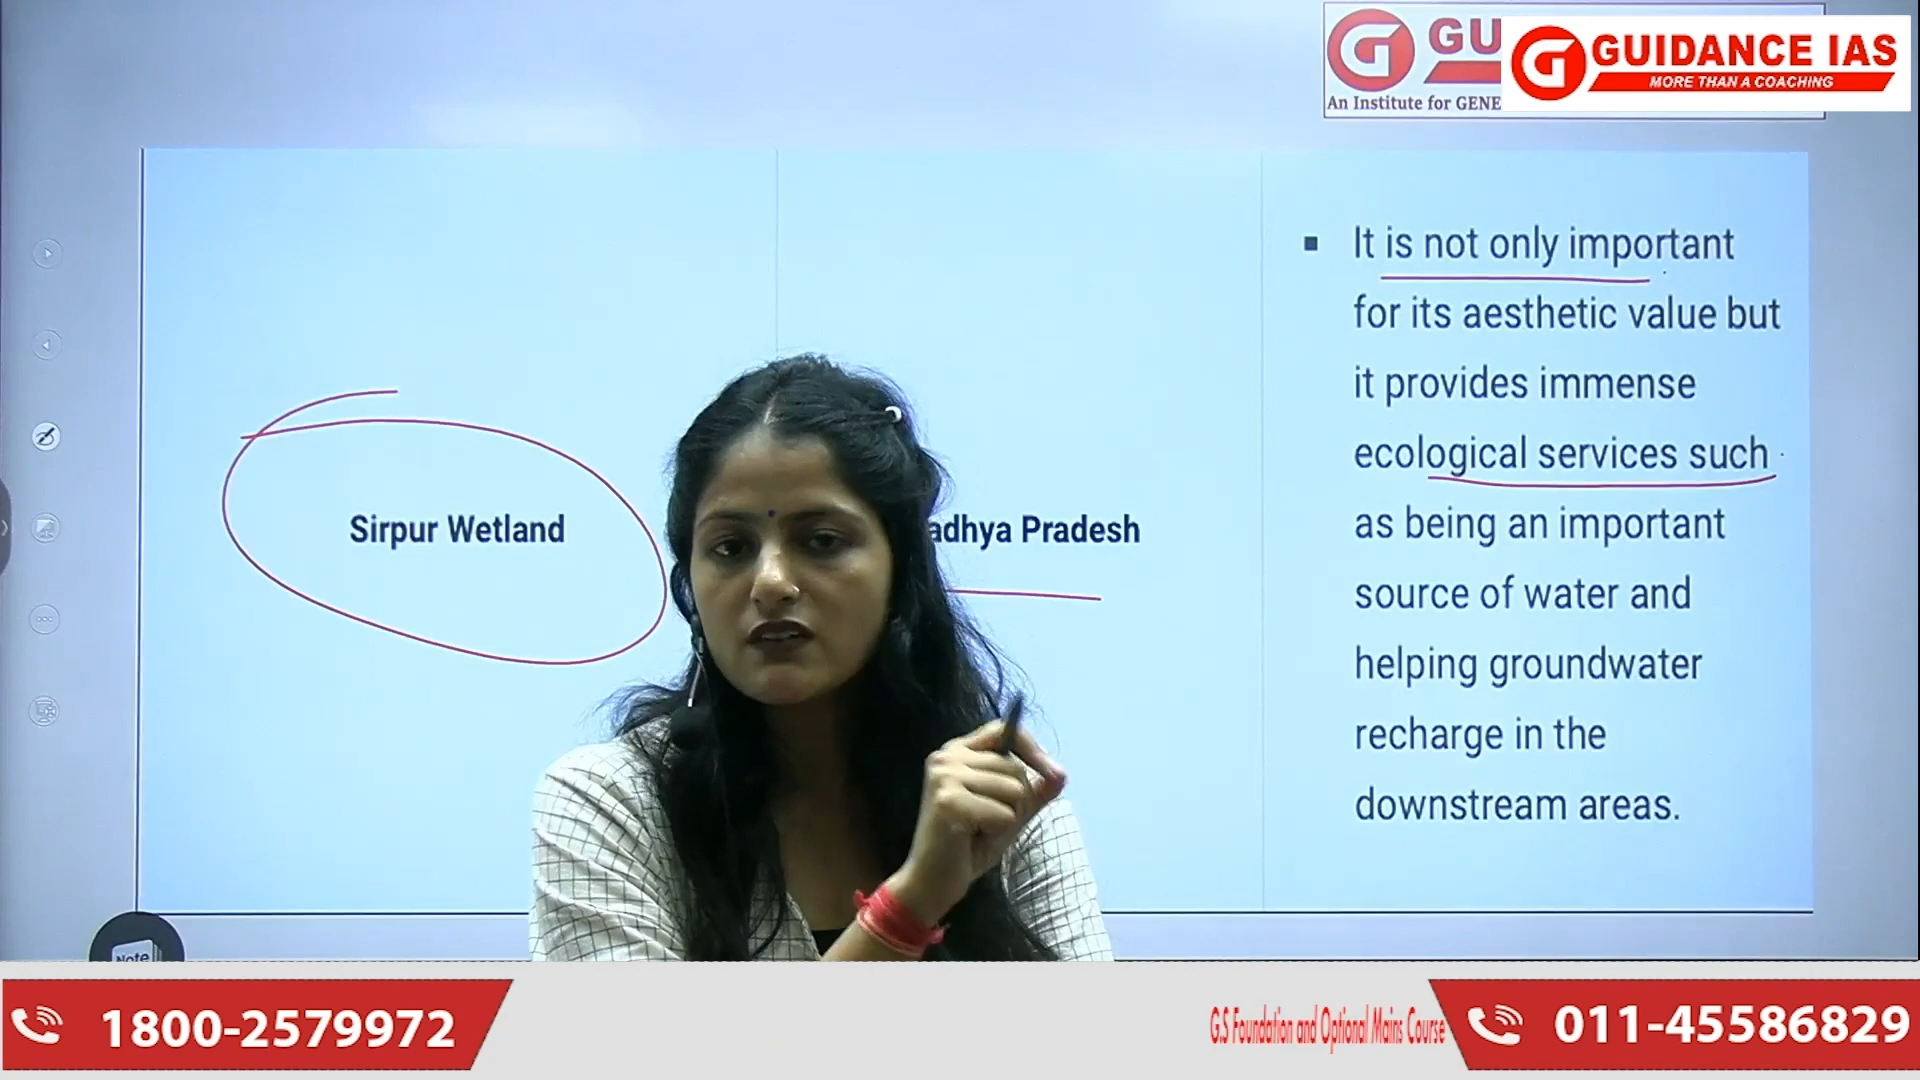 GU
An Institute for GENE
GUIDANCE IAS
MORE THAN A COACHING
It is not only important
for its aesthetic value but
it provides immense
ecological services such
as being an important
source of water and
helping groundwater
recharge in the
downstream areas.
Sirpur Wetland
adhya Pradesh
Note
1800-2579972
GS Foundation and Optional Mains Course
011-45586829